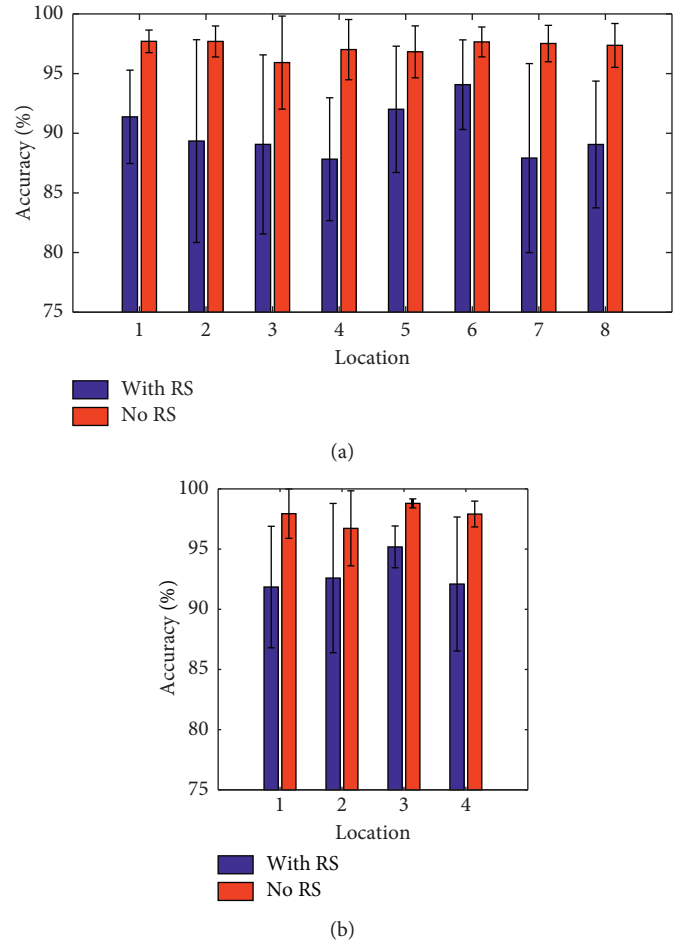 100
95
90
85
80
75
Accuracy (%)
1 2 3 4 5 6 7 8
Location
With RS
No RS
(a)
100
95
90
85
80
75
Accuracy (%)
1 2 3 4
Location
With RS
No RS
(b)